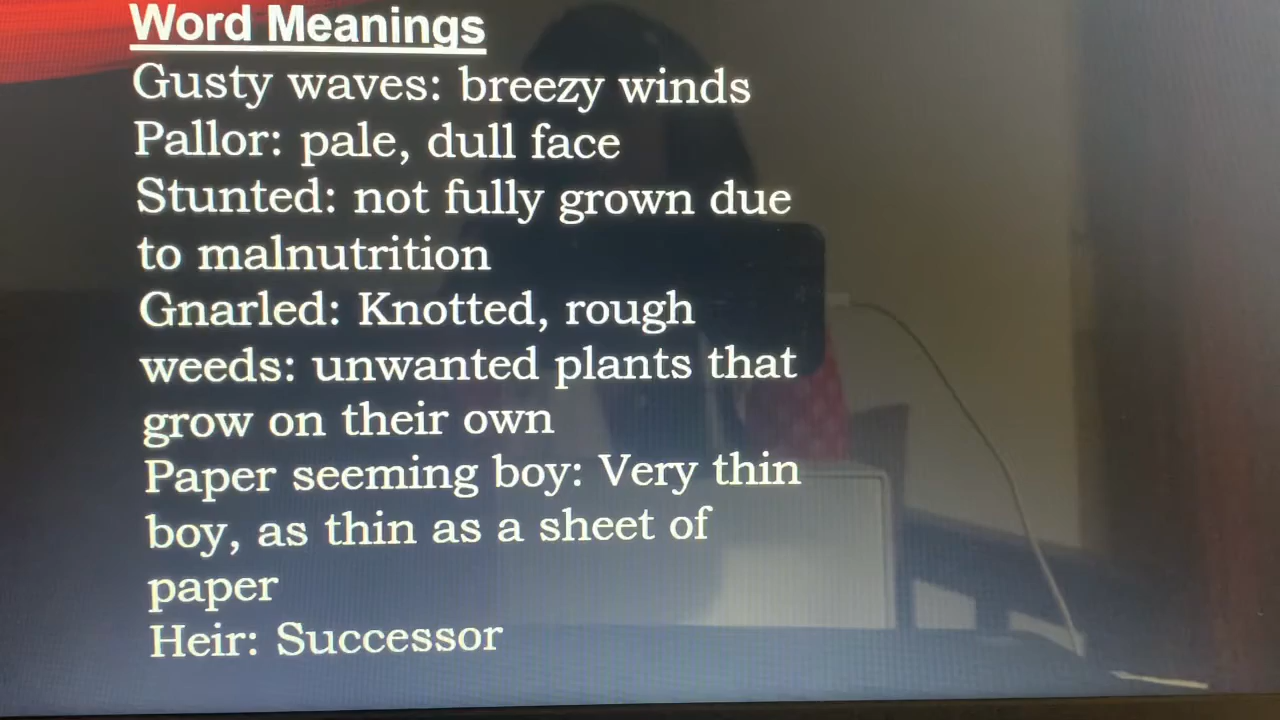 Word Meanings
Gusty waves: breezy winds
Pallor: pale, dull face
Stunted: not fully grown due
to malnutrition
Gnarled: Knotted, rough
weeds: unwanted plants that
grow on their own
Paper seeming boy: Very thin
boy, as thin as a sheet of
paper
Heir: Successor